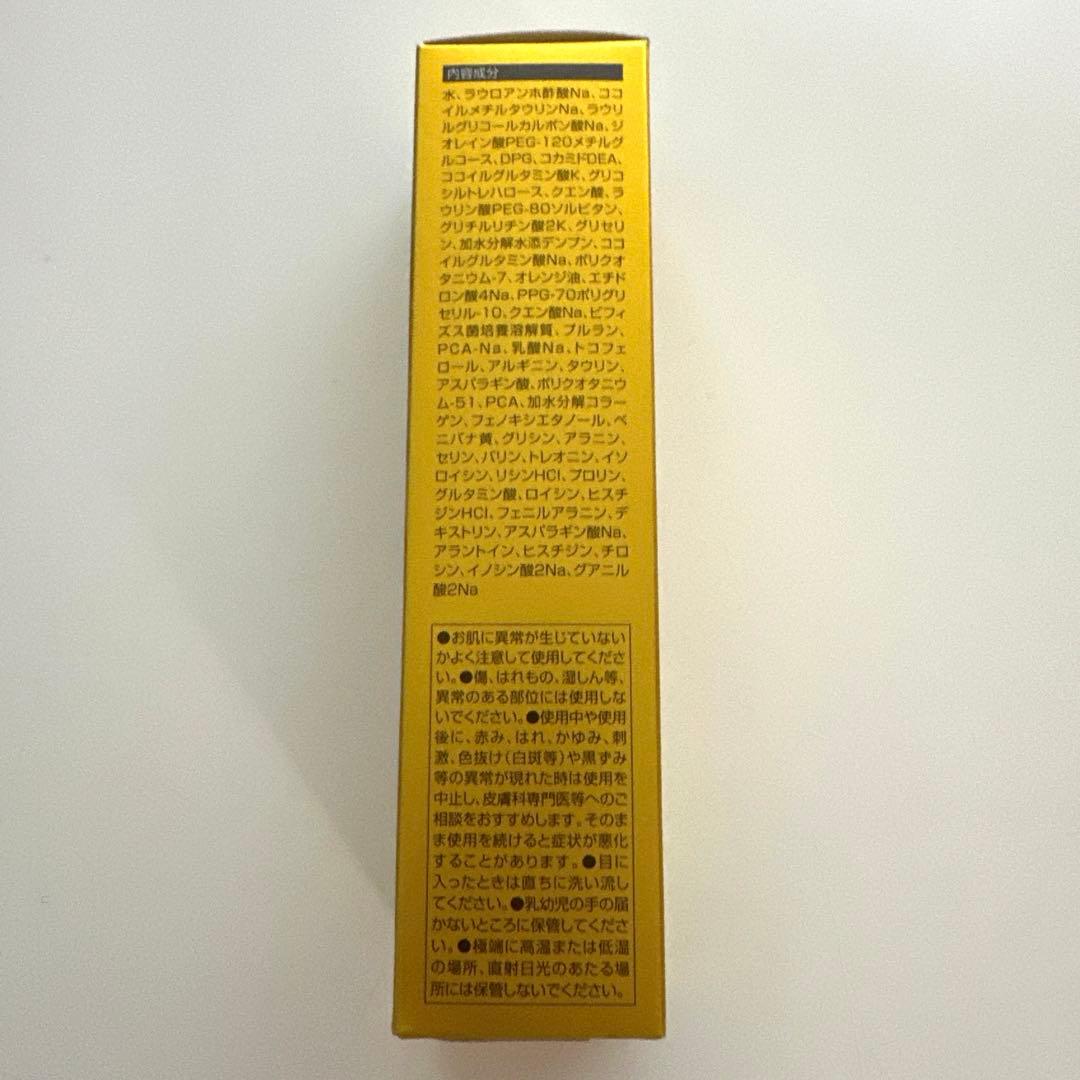 内容成分
水、ラウロアンホ酢酸Na、ココ
イルメチルタウリンNa、ラウリ
ルグリコールカルボン酸Na、ジ
オレイン酸PEG-120メチルグ
ルコース、DPG、コカミドDEA、
ココイルグルタミン酸K、グリコ
シルトレハロース、クエン酸、ラ
ウリン酸PEG-80ソルビタン、
グリチルリチン酸2K、グリセリ
ン、加水分解水添デンプン、ココ
イルグルタミン酸Na、ポリクオ
タニウム-7、オレンジ油、エチド
ロン酸4Na、PPG-70ポリグリ
セリル-10、クエン酸Na、ビフィ
ズス菌培養溶解質、プルラン、
PCA-Na、乳酸Na、トコフェ
ロール、アルギニン、タウリン、
アスパラギン酸、ポリクオタニウ
ム-51、PCA、加水分解コラー
ゲン、フェノキシエタノール、ベ
ニバナ黄、グリシン、アラニン、
セリン、バリン、トレオニン、イソ
ロイシン、リシンHCl、プロリン、
グルタミン酸、ロイシン、ヒスチ
ジンHCl、フェニルアラニン、デ
キストリン、アスパラギン酸Na、
アラントイン、ヒスチジン、チロ
シン、イノシン酸2Na、グアニル
酸2Na
●お肌に異常が生じていない
かよく注意して使用してくださ
い。●傷、はれもの、湿しん等、
異常のある部位には使用しな
いでください。●使用中や使用
後に、赤み、はれ、かゆみ、刺
激、色抜け(白斑等)や黒ずみ
等の異常が現れた時は使用を
中止し、皮膚科専門医等へのご
相談をおすすめします。そのま
ま使用を続けると症状が悪化
することがあります。●目に
入ったときは直ちに洗い流し
てください。●乳幼児の手の届
かないところに保管してくださ
い。●極端に高温または低温
の場所、直射日光のあたる場
所には保管しないでください。